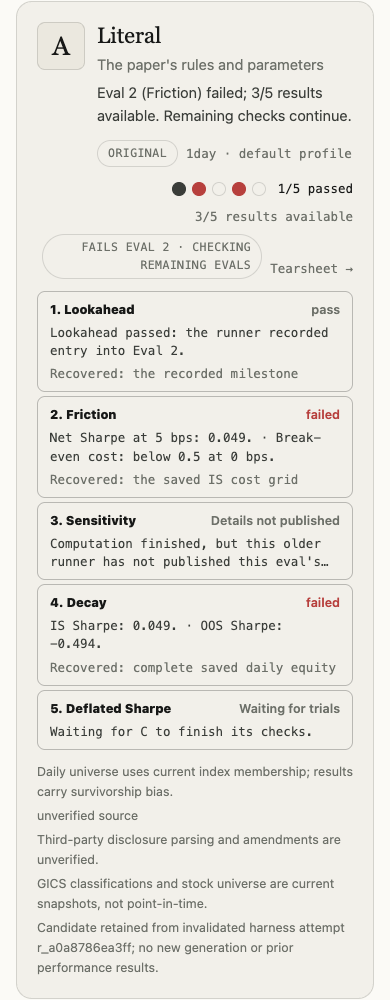 A
Literal
The paper's rules and parameters
Eval 2 (Friction) failed; 3/5 results
available. Remaining checks continue.
ORIGINAL 1day · default profile
1/5 passed
3/5 results available
FAILS EVAL 2 · CHECKING
REMAINING EVALS
Tearsheet →
1. Lookahead pass
Lookahead passed: the runner recorded
entry into Eval 2.
Recovered: the recorded milestone
2. Friction failed
Net Sharpe at 5 bps: 0.049. · Break-
even cost: below 0.5 at 0 bps.
Recovered: the saved IS cost grid
3. Sensitivity Details not published
Computation finished, but this older
runner has not published this eval's…
4. Decay failed
IS Sharpe: 0.049. · OOS Sharpe:
−0.494.
Recovered: complete saved daily equity
5. Deflated Sharpe Waiting for trials
Waiting for C to finish its checks.
Daily universe uses current index membership; results
carry survivorship bias.
unverified source
Third-party disclosure parsing and amendments are
unverified.
GICS classifications and stock universe are current
snapshots, not point-in-time.
Candidate retained from invalidated harness attempt
r_a0a8786ea3ff; no new generation or prior
performance results.